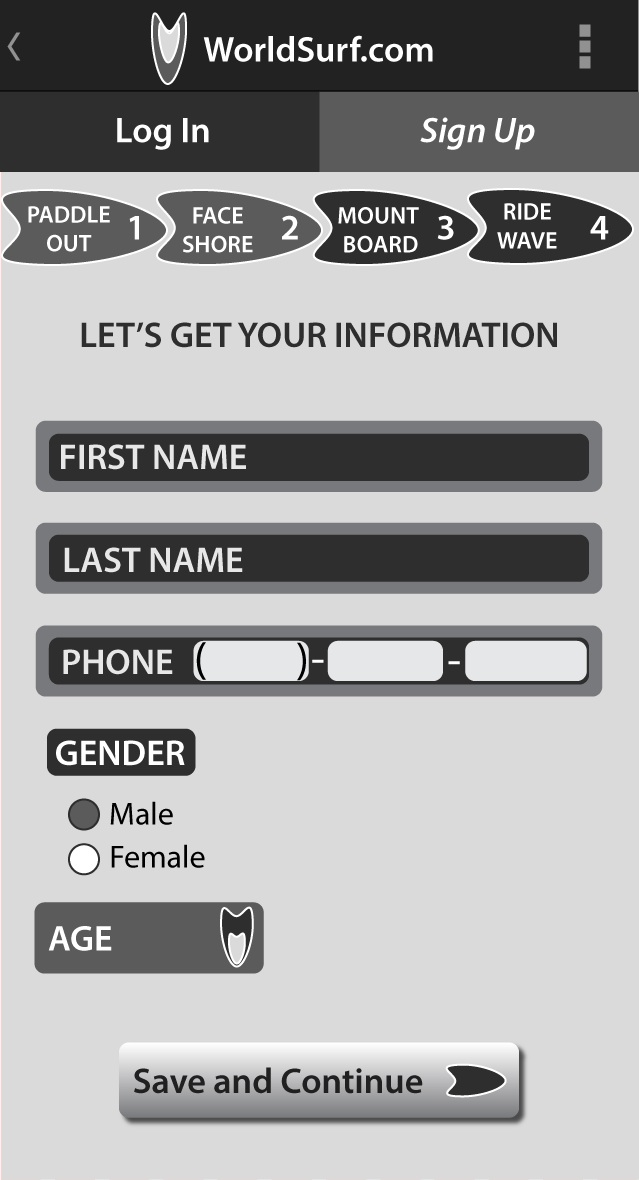 WorldSurf.com
Log In
Sign Up
PADDLE OUT 1
FACE SHORE 2
MOUNT BOARD 3
RIDE WAVE 4
LET’S GET YOUR INFORMATION
FIRST NAME
LAST NAME
PHONE ( )- -
GENDER
Male
Female
AGE
Save and Continue